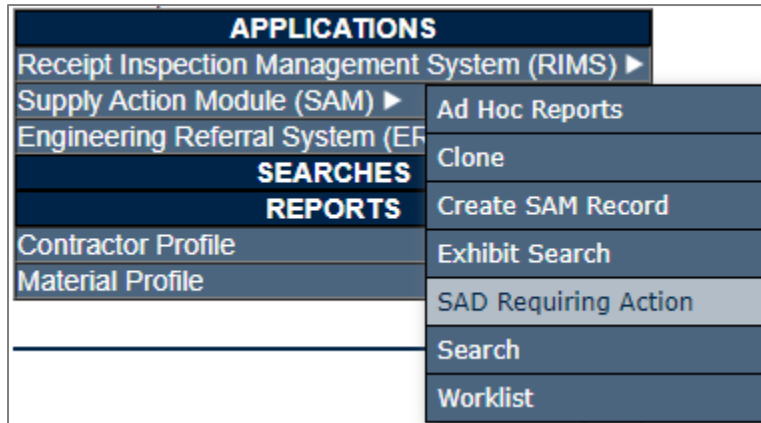 APPLICATIONS
Receipt Inspection Management System (RIMS) ▶
Supply Action Module (SAM) ▶
Engineering Referral System (ER
SEARCHES
REPORTS
Contractor Profile
Material Profile
Ad Hoc Reports
Clone
Create SAM Record
Exhibit Search
SAD Requiring Action
Search
Worklist